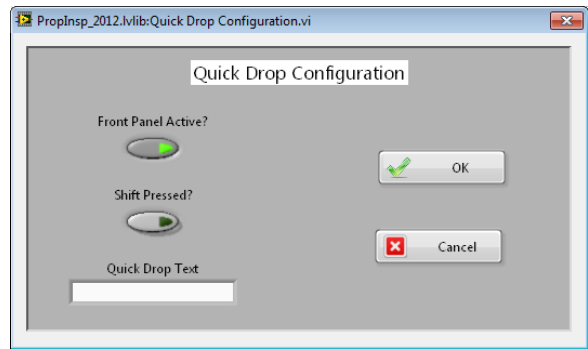 PropInsp_2012.lvlib:Quick Drop Configuration.vi
Quick Drop Configuration
Front Panel Active?
OK
Shift Pressed?
Cancel
Quick Drop Text